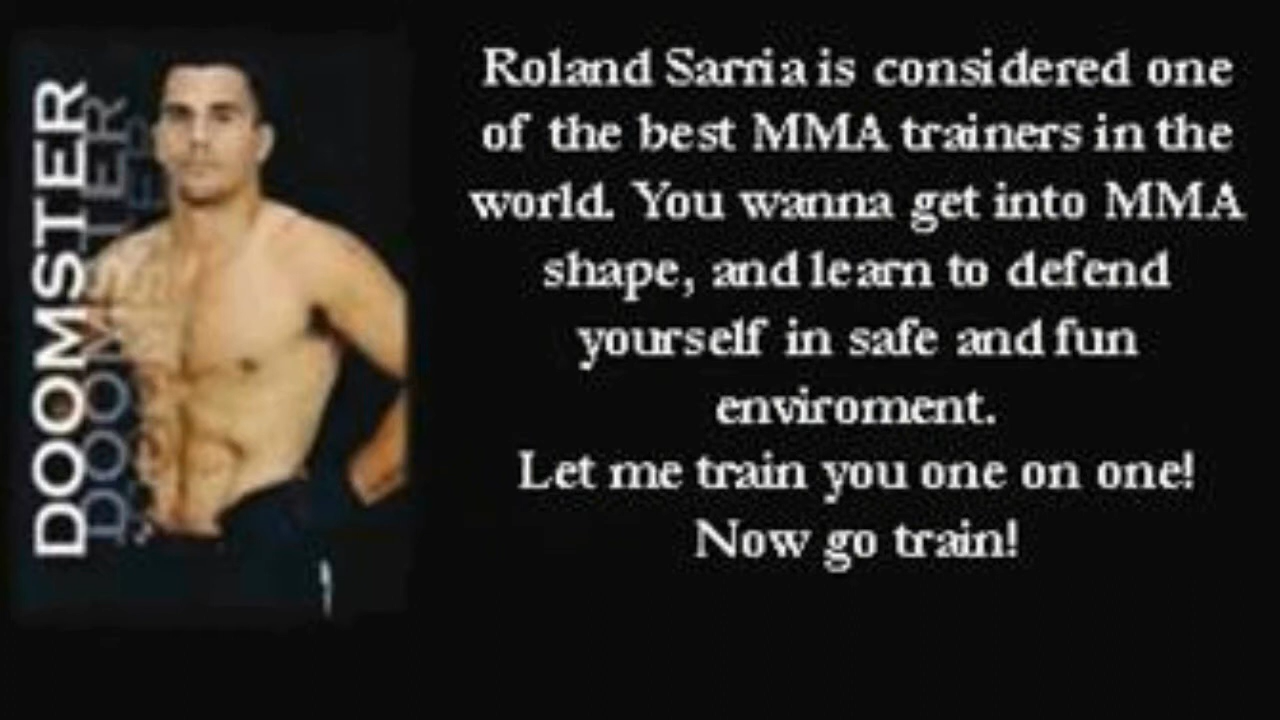 DOOMSTER
DOOMSTER
Roland Sarria is considered one
of the best MMA trainers in the
world. You wanna get into MMA
shape, and learn to defend
yourself in safe and fun
enviroment.
Let me train you one on one!
Now go train!